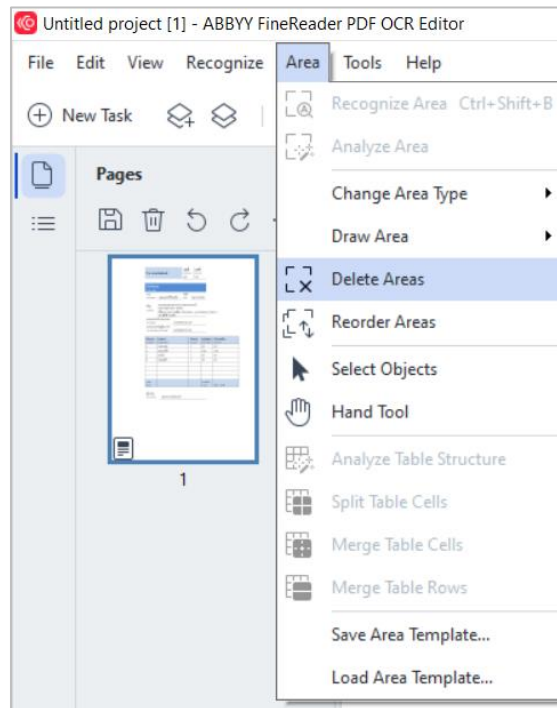 Untitled project [1] - ABBYY FineReader PDF OCR Editor
File Edit View Recognize Area Tools Help
New Task
Pages
1
Recognize Area Ctrl+Shift+B
Analyze Area
Change Area Type
Draw Area
Delete Areas
Reorder Areas
Select Objects
Hand Tool
Analyze Table Structure
Split Table Cells
Merge Table Cells
Merge Table Rows
Save Area Template...
Load Area Template...